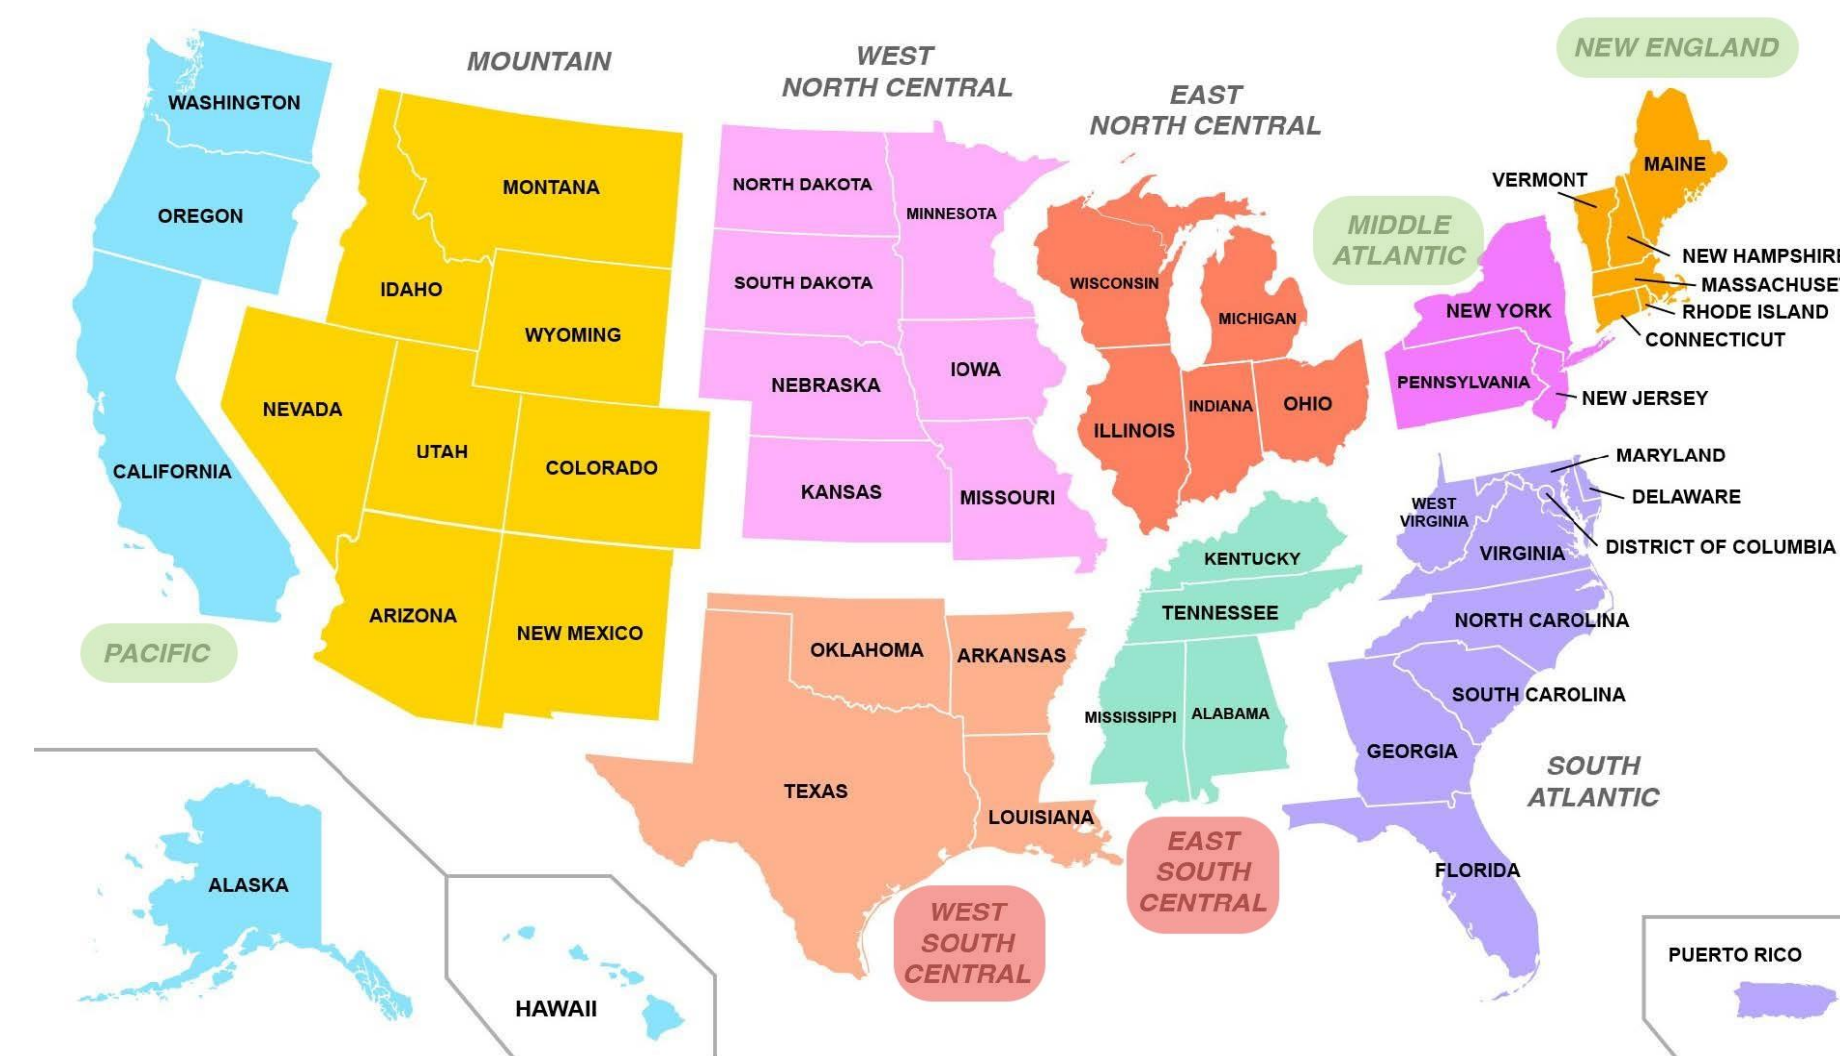 MOUNTAIN
WEST
NORTH CENTRAL
EAST
NORTH CENTRAL
NEW ENGLAND
MIDDLE
ATLANTIC
WASHINGTON
OREGON
CALIFORNIA
PACIFIC
MONTANA
IDAHO
WYOMING
NEVADA
UTAH
COLORADO
ARIZONA
NEW MEXICO
NORTH DAKOTA
MINNESOTA
SOUTH DAKOTA
NEBRASKA
IOWA
KANSAS
MISSOURI
WISCONSIN
MICHIGAN
ILLINOIS
INDIANA
OHIO
MAINE
VERMONT
NEW HAMPSHIRE
MASSACHUSE
RHODE ISLAND
CONNECTICUT
NEW YORK
PENNSYLVANIA
NEW JERSEY
MARYLAND
DELAWARE
WEST
VIRGINIA
DISTRICT OF COLUMBIA
VIRGINIA
NORTH CAROLINA
SOUTH CAROLINA
GEORGIA
FLORIDA
SOUTH
ATLANTIC
KENTUCKY
TENNESSEE
MISSISSIPPI
ALABAMA
EAST
SOUTH
CENTRAL
OKLAHOMA
ARKANSAS
TEXAS
LOUISIANA
WEST
SOUTH
CENTRAL
ALASKA
HAWAII
PUERTO RICO